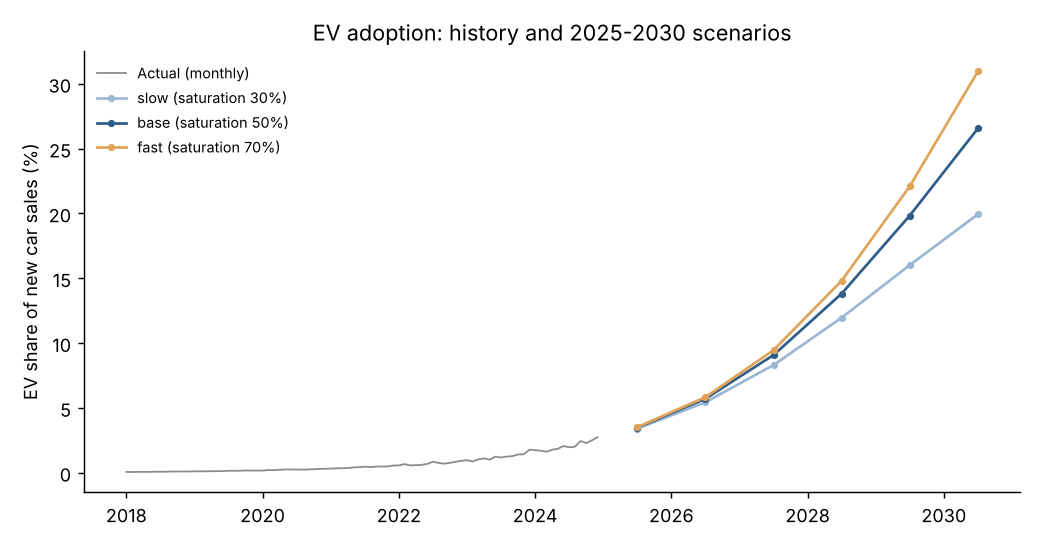 EV adoption: history and 2025-2030 scenarios
Actual (monthly)
slow (saturation 30%)
base (saturation 50%)
fast (saturation 70%)
EV share of new car sales (%)
30
25
20
15
10
5
0
2018 2020 2022 2024 2026 2028 2030